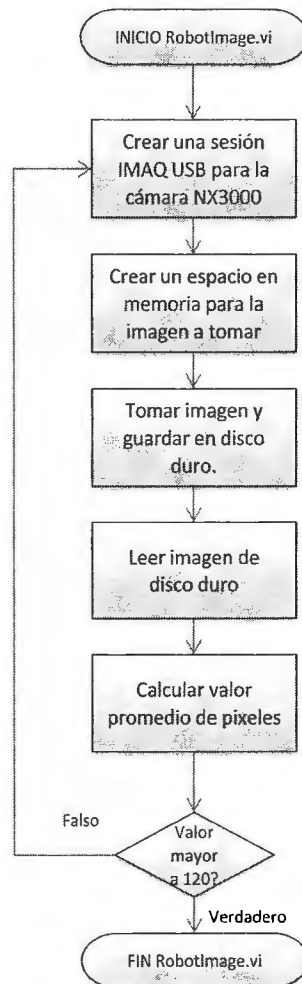 INICIO RobotImage.vi
Crear una sesión
IMAQ USB para la
cámara NX3000
Crear un espacio en
memoria para la
imagen a tomar
Tomar imagen y
guardar en disco
duro.
Leer imagen de
disco duro
Calcular valor
promedio de pixeles
Falso
Valor
mayor
a 120?
Verdadero
FIN RobotImage.vi